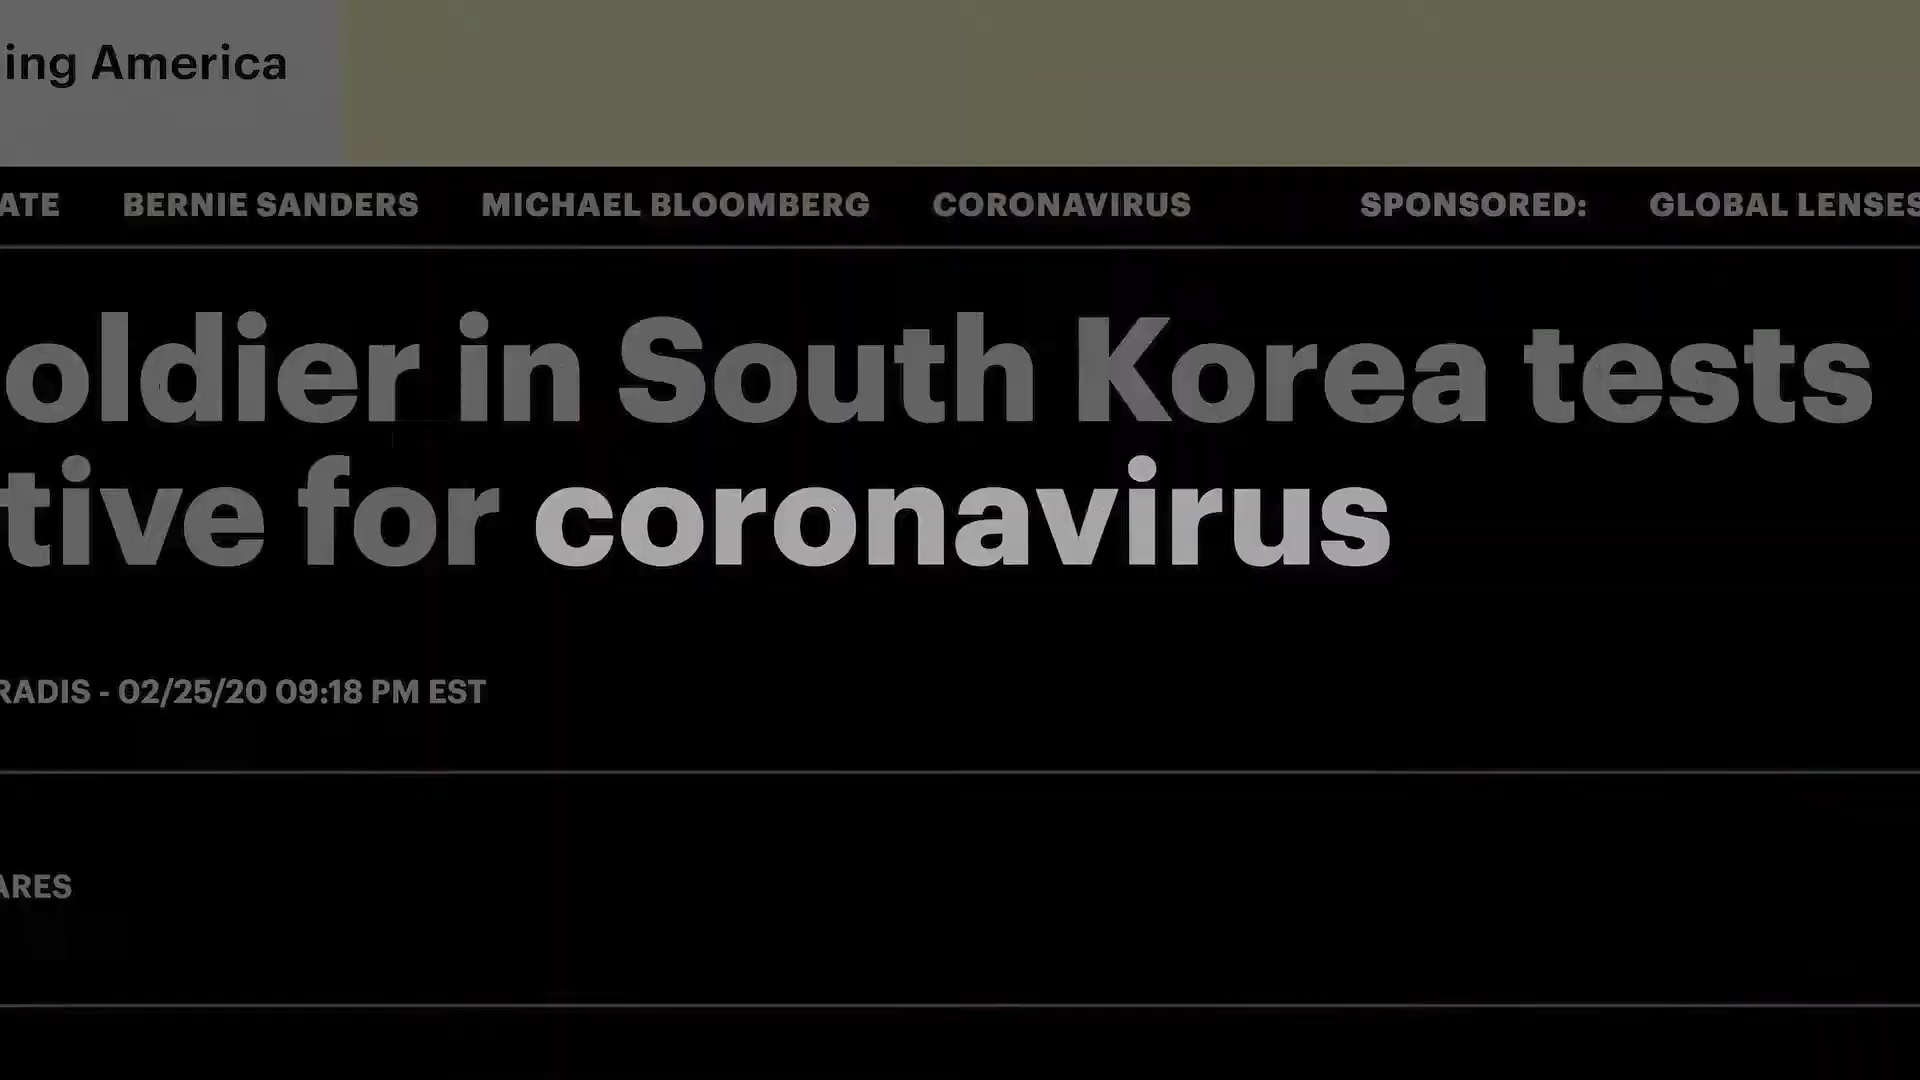 ing America
ATE BERNIE SANDERS MICHAEL BLOOMBERG CORONAVIRUS SPONSORED: GLOBAL LENSES
oldier in South Korea tests
tive for coronavirus
RADIS - 02/25/20 09:18 PM EST
ARES